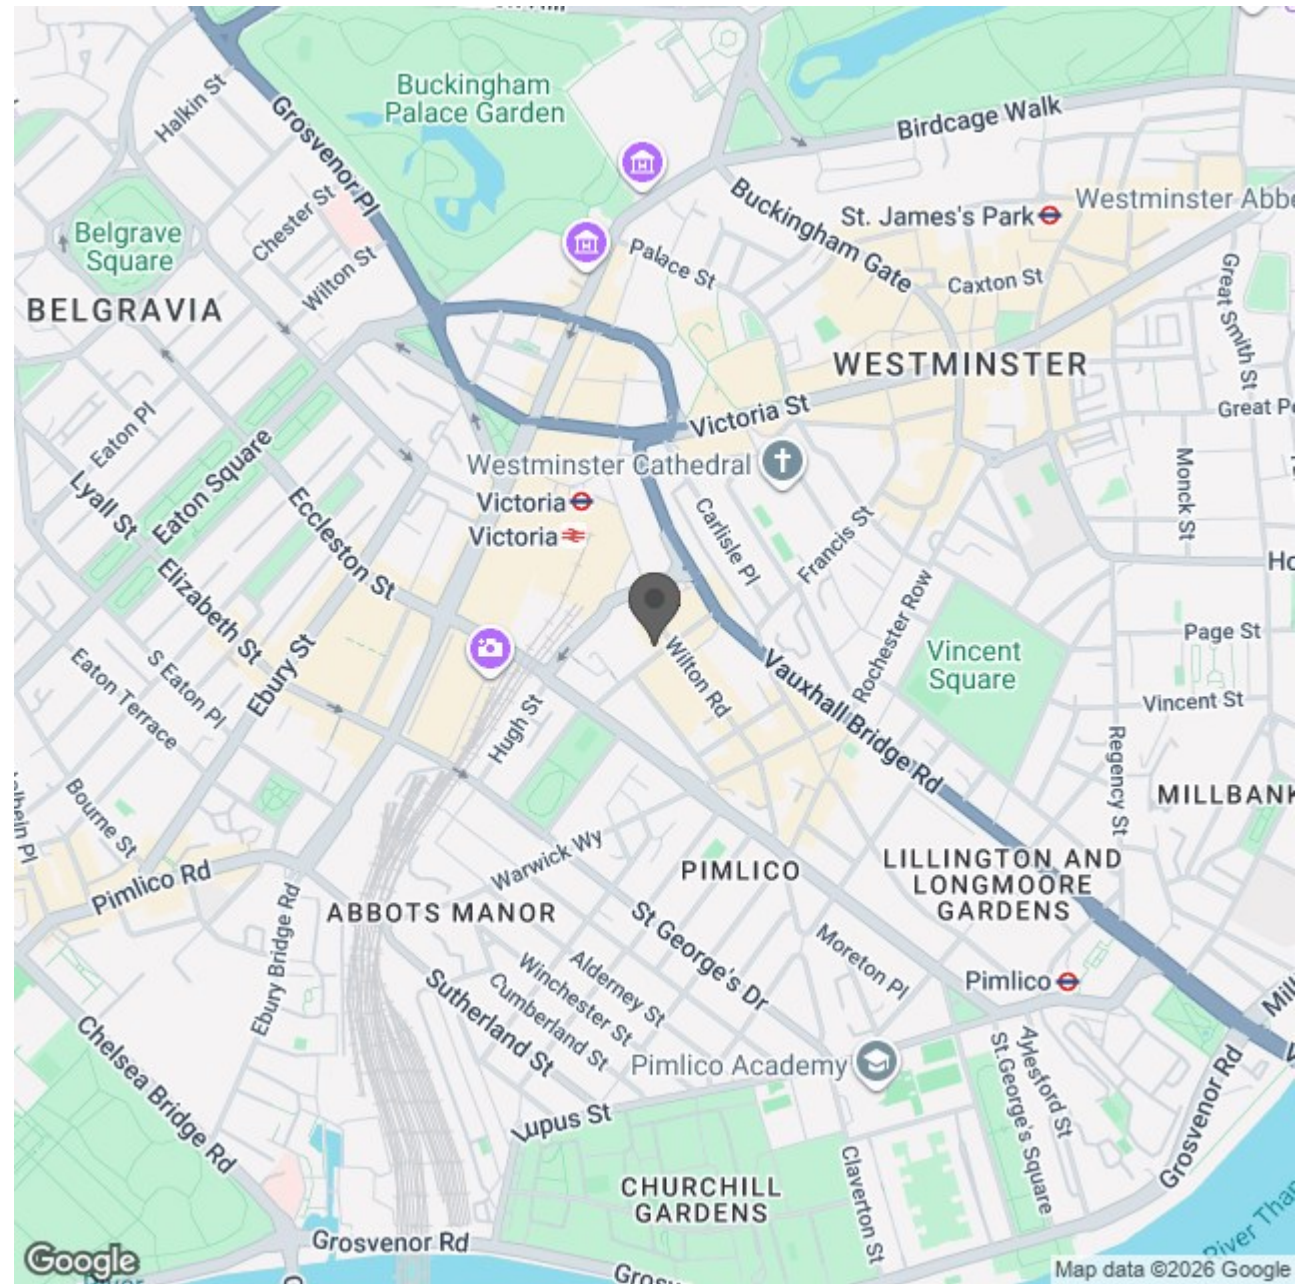 Buckingham
Palace Garden
Halkin St
Grosvenor Pl
Birdcage Walk
Belgrave
Square
Chester St
Wilton St
BELGRAVIA
Palace St
Buckingham Gate
St. James's Park
Westminster Abbe
Caxton St
Great Smith St
WESTMINSTER
Victoria St
Great Pe
Eaton Pl
Eaton Square
Lyall St
Westminster Cathedral
Victoria
Victoria
Carlisle Pl
Francis St
Monck St
Ho
Eccleston St
Elizabeth St
Ebury St
S Eaton Pl
Eaton Terrace
Rochester Row
Vincent
Square
Page St
Vincent St
Wilton Rd
Vauxhall Bridge Rd
Hugh St
Regency St
MILLBANK
Bourne St
Pimlico Rd
Warwick Wy
PIMLICO
LILLINGTON AND
LONGMOORE
GARDENS
ABBOTS MANOR
Ebury Bridge Rd
St George's Dr
Moreton Pl
Pimlico
Alderney St
Winchester St
Cumberland St
Sutherland St
Pimlico Academy
Aylesford St
St.George's Square
Grosvenor Rd
Mill
Chelsea Bridge Rd
Lupus St
Claverton St
CHURCHILL
GARDENS
River Than
Grosvenor Rd
Gros
Google
Map data ©2026 Google